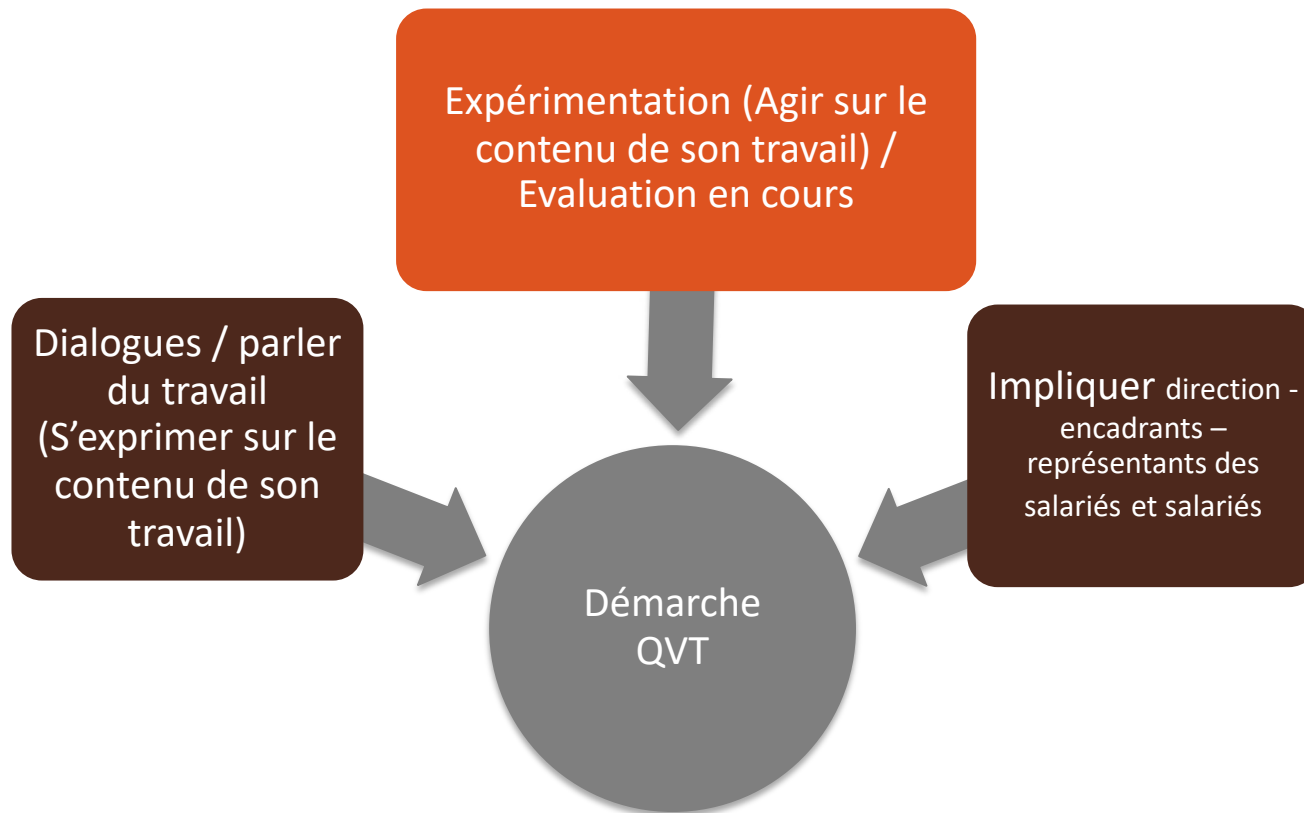 Expérimentation (Agir sur le
contenu de son travail) /
Evaluation en cours
Dialogues / parler
du travail
(S'exprimer sur le
contenu de son
travail)
Impliquer direction -
encadrants –
représentants des
salariés et salariés
Démarche
QVT